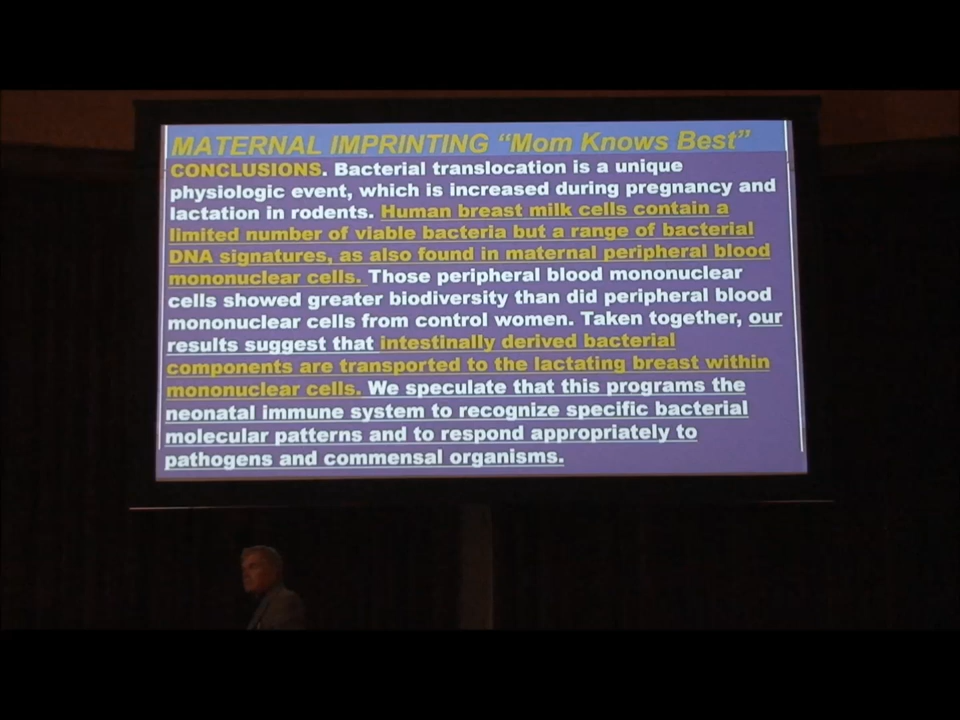 MATERNAL IMPRINTING “Mom Knows Best”
CONCLUSIONS. Bacterial translocation is a unique
physiologic event, which is increased during pregnancy and
lactation in rodents. Human breast milk cells contain a
limited number of viable bacteria but a range of bacterial
DNA signatures, as also found in maternal peripheral blood
mononuclear cells. Those peripheral blood mononuclear
cells showed greater biodiversity than did peripheral blood
mononuclear cells from control women. Taken together, our
results suggest that intestinally derived bacterial
components are transported to the lactating breast within
mononuclear cells. We speculate that this programs the
neonatal immune system to recognize specific bacterial
molecular patterns and to respond appropriately to
pathogens and commensal organisms.